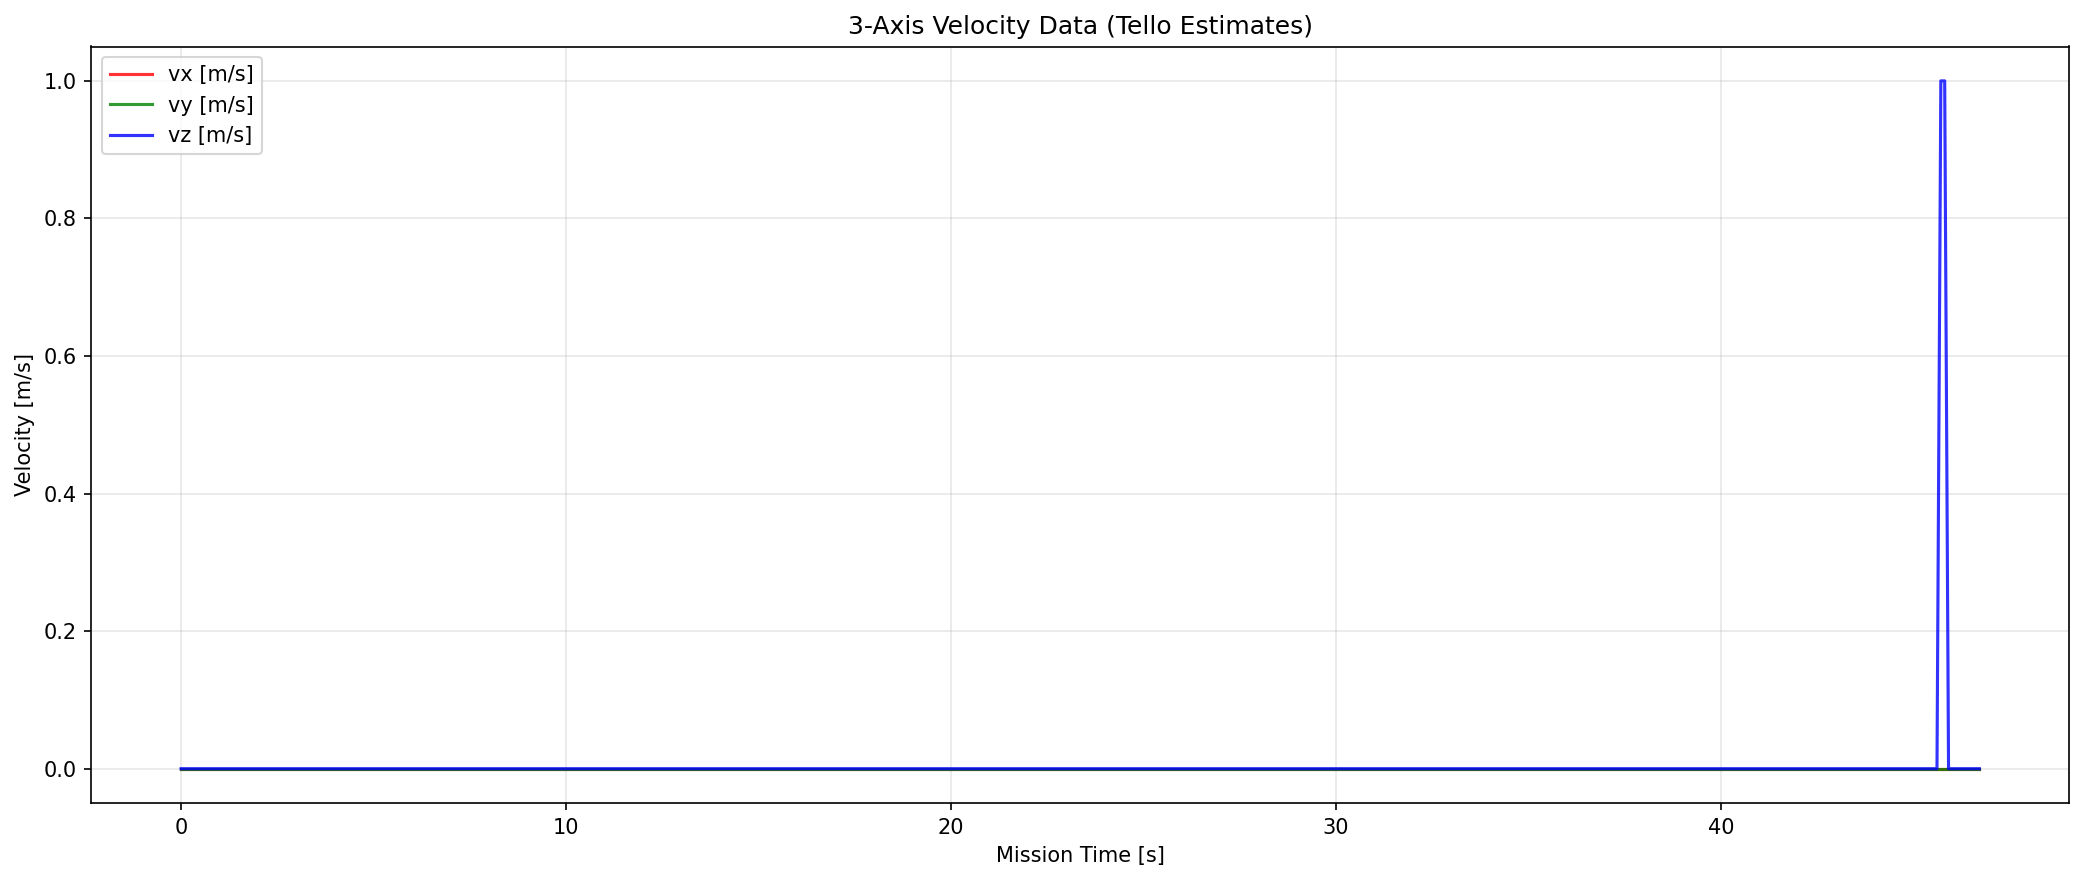 3-Axis Velocity Data (Tello Estimates)
vx [m/s]
vy [m/s]
vz [m/s]
Velocity [m/s]
1.0
0.8
0.6
0.4
0.2
0.0
0 10 20 30 40
Mission Time [s]